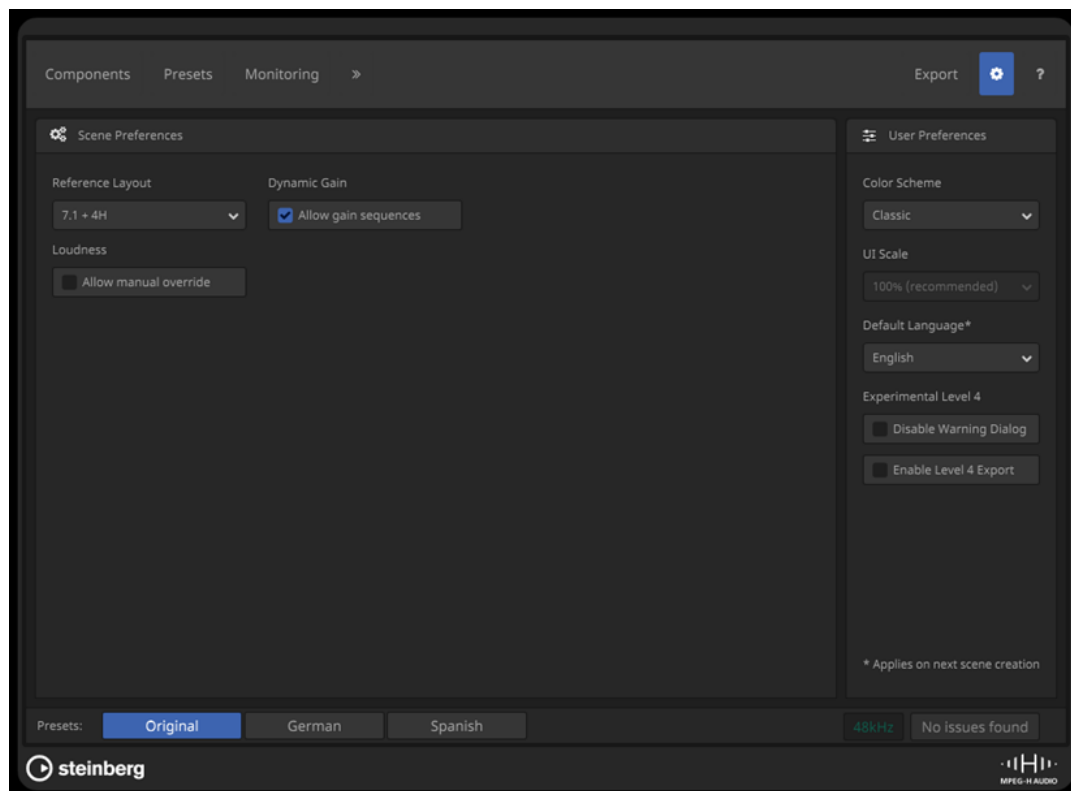 Components Presets Monitoring » Export ?
Scene Preferences
Reference Layout Dynamic Gain
7.1 + 4H Allow gain sequences
Loudness
Allow manual override
User Preferences
Color Scheme
Classic
UI Scale
100% (recommended)
Default Language*
English
Experimental Level 4
Disable Warning Dialog
Enable Level 4 Export
* Applies on next scene creation
Presets: Original German Spanish 48kHz No issues found
steinberg
MPEG-H AUDIO